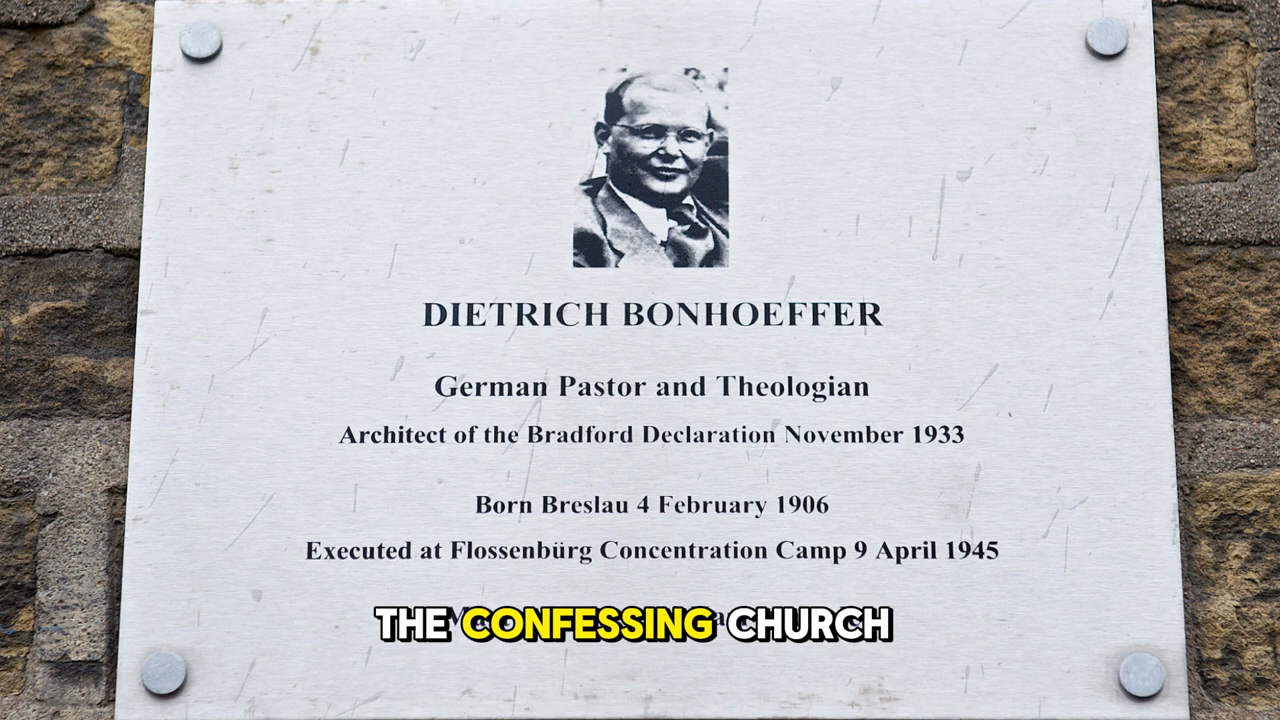 DIETRICH BONHOEFFER
German Pastor and Theologian
Architect of the Bradford Declaration November 1933
Born Breslau 4 February 1906
Executed at Flossenbürg Concentration Camp 9 April 1945
THE CONFESSING CHURCH